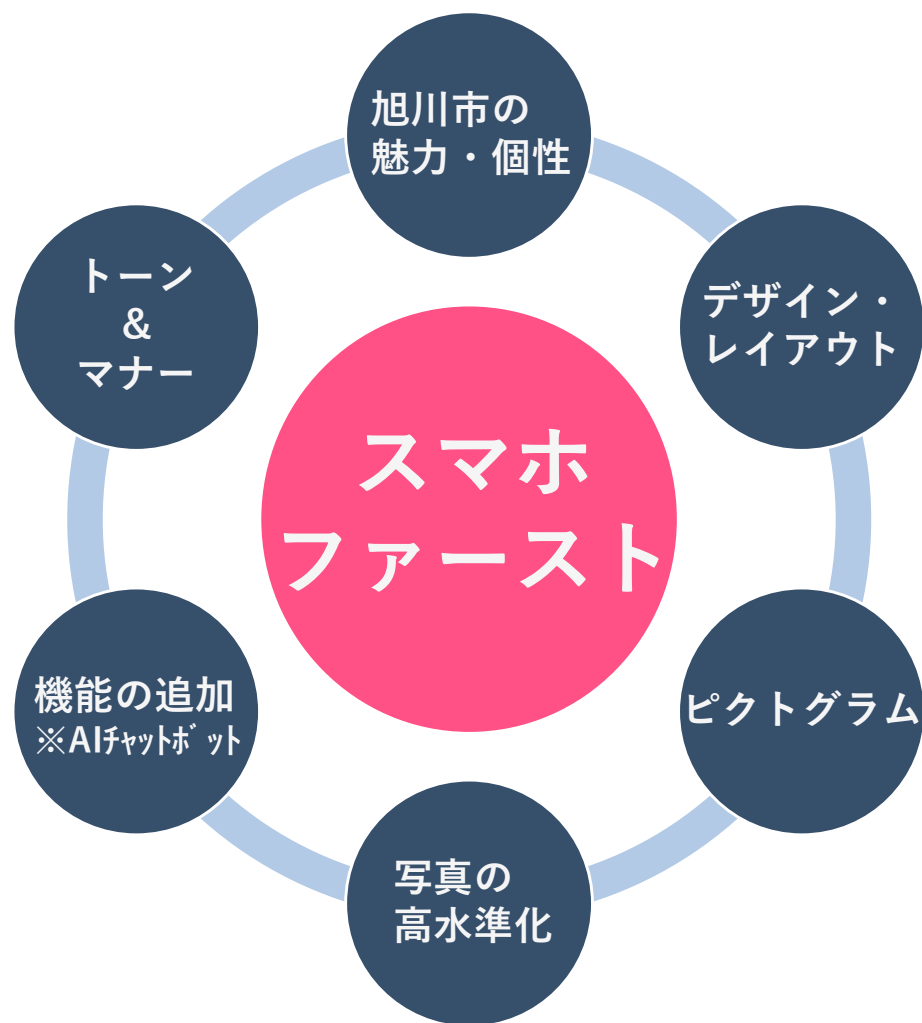 旭川市の
魅力・個性
デザイン・
レイアウト
ピクトグラム
写真の
高水準化
機能の追加
※AIﾁｬｯﾄﾎﾞｯﾄ
トーン
&
マナー
スマホ
ファースト